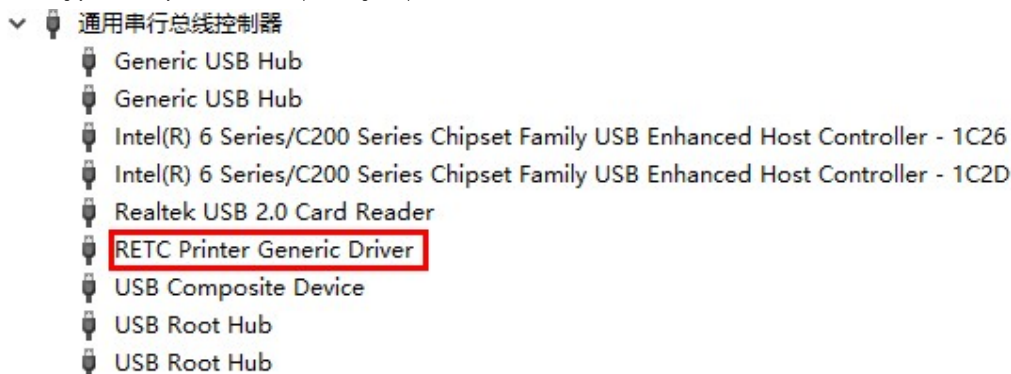 通用串行总线控制器
Generic USB Hub
Generic USB Hub
Intel(R) 6 Series/C200 Series Chipset Family USB Enhanced Host Controller - 1C26
Intel(R) 6 Series/C200 Series Chipset Family USB Enhanced Host Controller - 1C2D
Realtek USB 2.0 Card Reader
RETC Printer Generic Driver
USB Composite Device
USB Root Hub
USB Root Hub